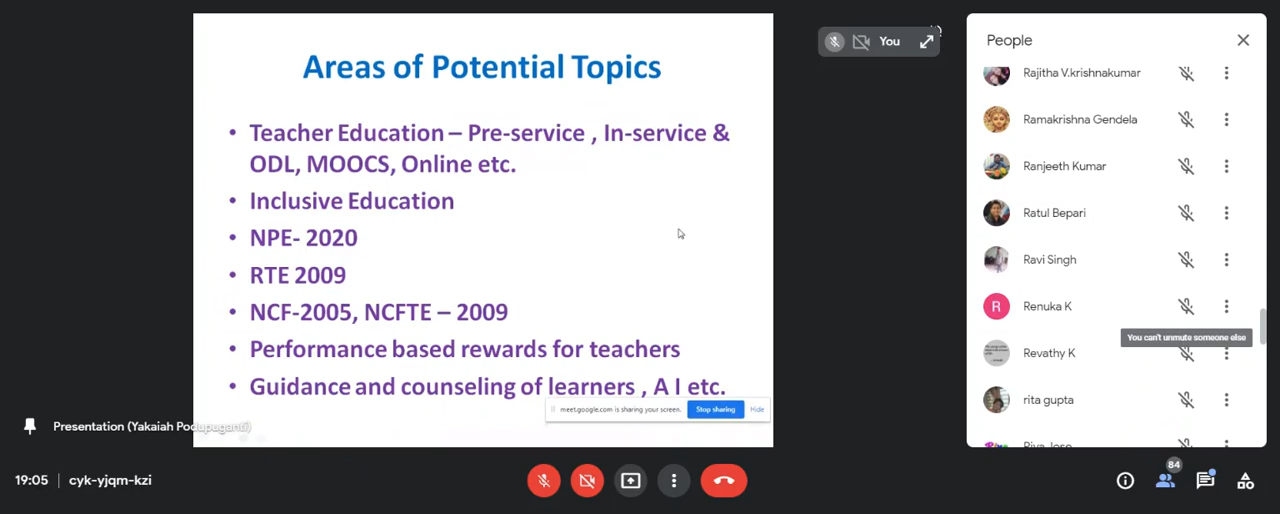 Areas of Potential Topics
• Teacher Education – Pre-service , In-service &
ODL, MOOCS, Online etc.
• Inclusive Education
• NPE- 2020
• RTE 2009
• NCF-2005, NCFTE – 2009
• Performance based rewards for teachers
• Guidance and counseling of learners , A I etc.
meet.google.com is sharing your screen. Stop sharing Hide
Presentation (Yakaiah Podupuganti)
19:05 | cyk-yjqm-kzi
You
People
Rajitha V.krishnakumar
Ramakrishna Gendela
Ranjeeth Kumar
Ratul Bepari
Ravi Singh
R Renuka K
You can't unmute someone else
Revathy K
rita gupta
Riya Jose
84